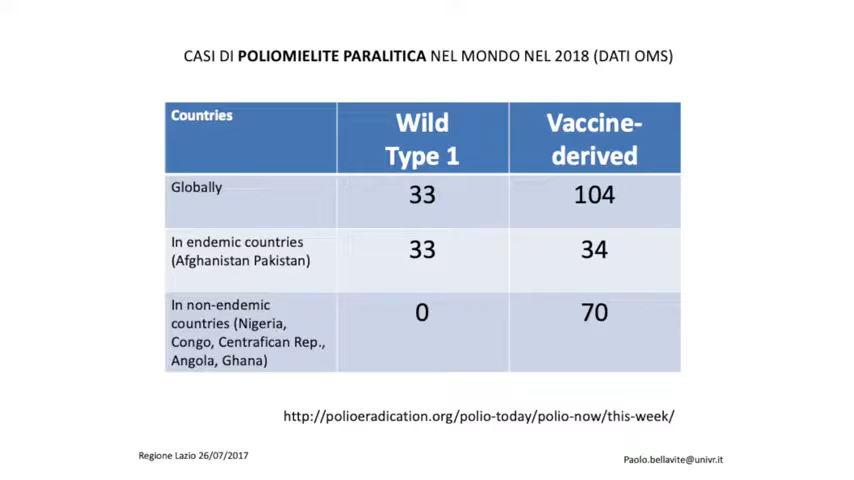 CASI DI POLIOMIELITE PARALITICA NEL MONDO NEL 2018 (DATI OMS)
Countries
Wild
Type 1
Vaccine-
derived
Globally
33
104
In endemic countries
(Afghanistan Pakistan)
33
34
In non-endemic
countries (Nigeria,
Congo, Centrafican Rep.,
Angola, Ghana)
0
70
http://polioeradication.org/polio-today/polio-now/this-week/
Regione Lazio 26/07/2017
Paolo.bellavite@univr.it